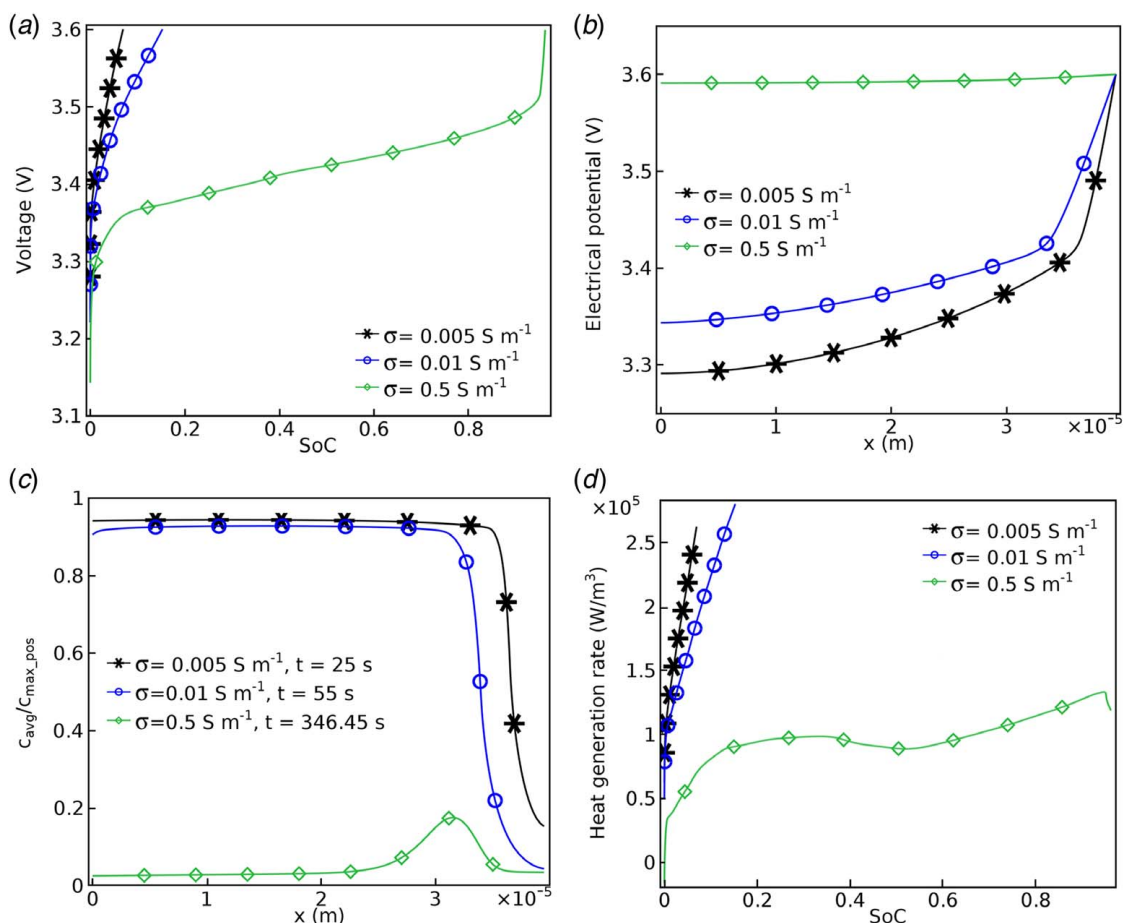 (a)
3.6
3.5
3.4
3.3
3.2
3.1
Voltage (V)
σ= 0.005 S m⁻¹
σ= 0.01 S m⁻¹
σ= 0.5 S m⁻¹
0 0.2 0.4 0.6 0.8
SoC
(b)
3.6
3.5
3.4
3.3
Electrical potential (V)
σ= 0.005 S m⁻¹
σ= 0.01 S m⁻¹
σ= 0.5 S m⁻¹
0 1 2 3 ×10⁻⁵
x (m)
(c)
1
0.8
0.6
0.4
0.2
0
c_avg/c_max_pos
σ= 0.005 S m⁻¹, t = 25 s
σ=0.01 S m⁻¹, t = 55 s
σ=0.5 S m⁻¹, t = 346.45 s
0 1 2 3 ×10⁻⁵
x (m)
(d)
×10⁵
2.5
2
1.5
1
0.5
0
Heat generation rate (W/m³)
σ= 0.005 S m⁻¹
σ= 0.01 S m⁻¹
σ= 0.5 S m⁻¹
0.2 0.4 0.6 0.8
SoC